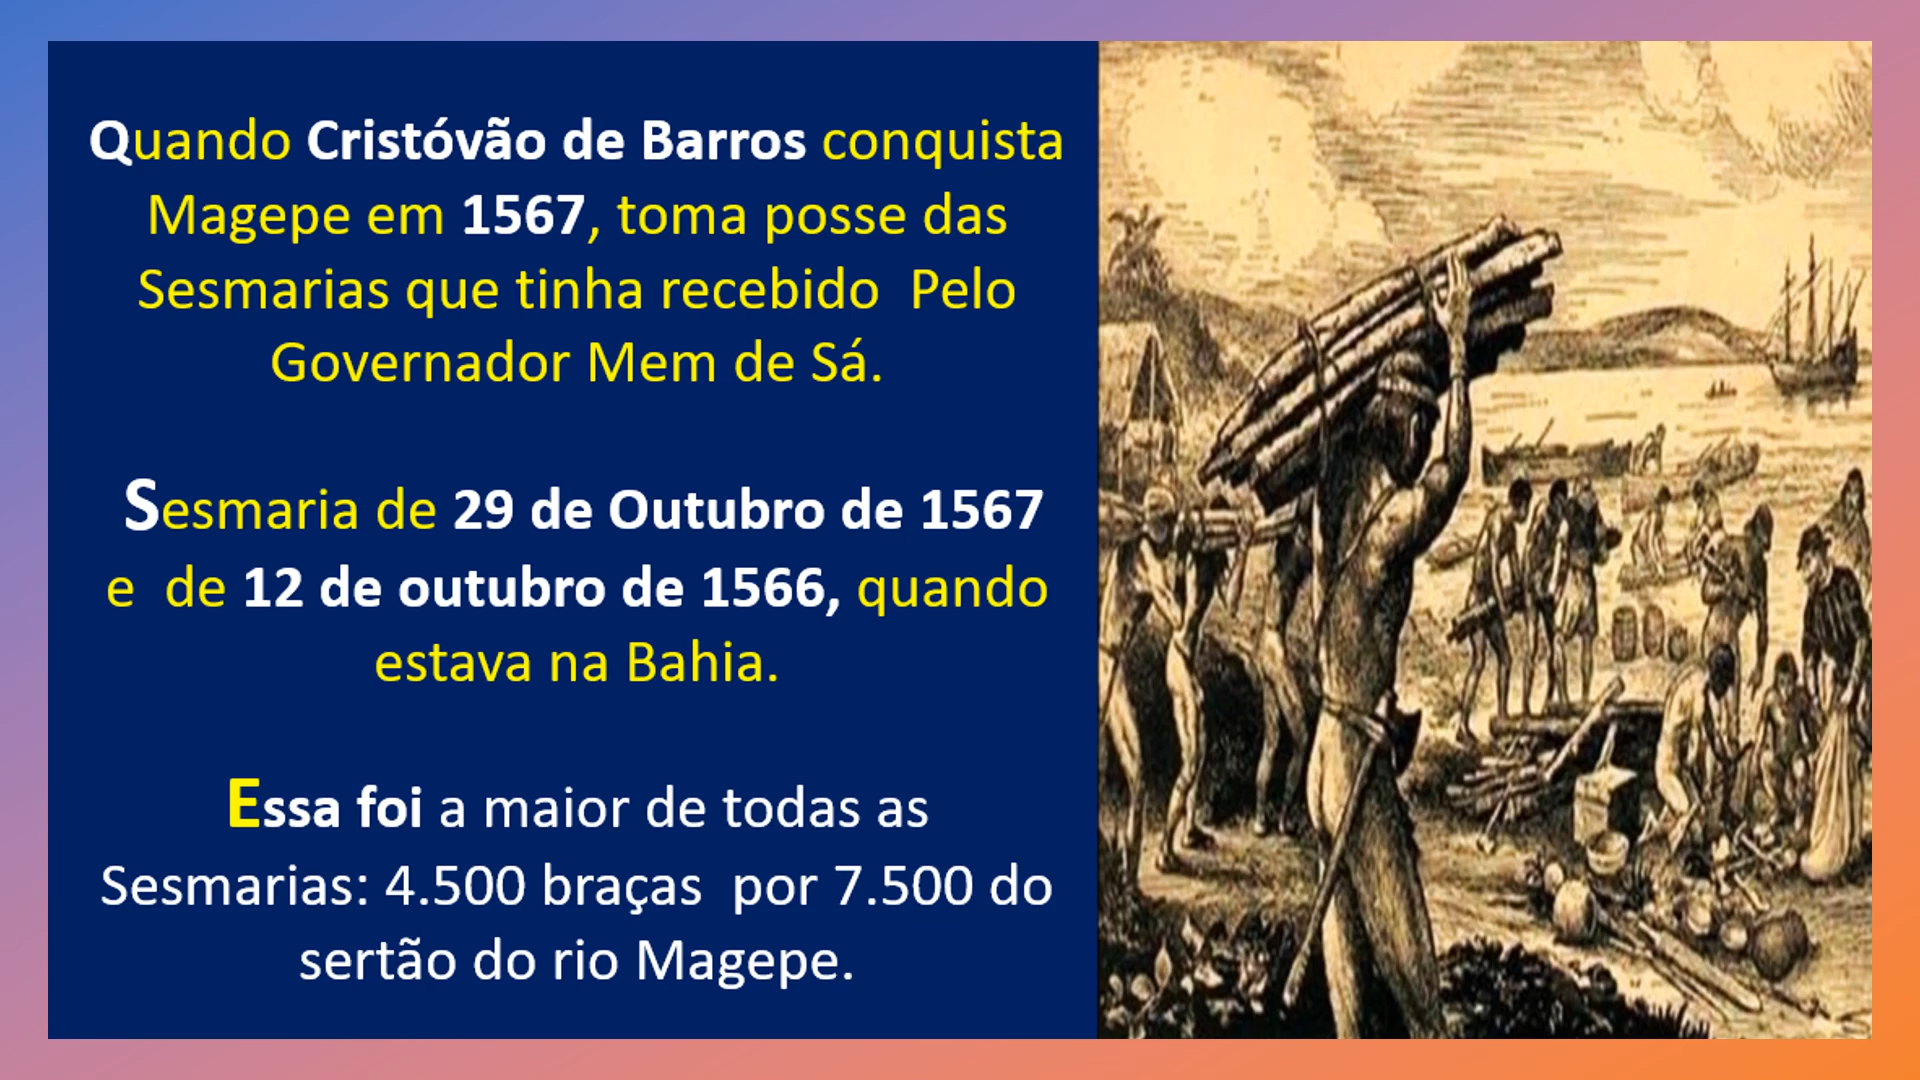 Quando Cristóvão de Barros conquista
Magepe em 1567, toma posse das
Sesmarias que tinha recebido  Pelo
Governador Mem de Sá.
Sesmaria de 29 de Outubro de 1567
e  de 12 de outubro de 1566, quando
estava na Bahia.
Essa foi a maior de todas as
Sesmarias: 4.500 braças  por 7.500 do
sertão do rio Magepe.